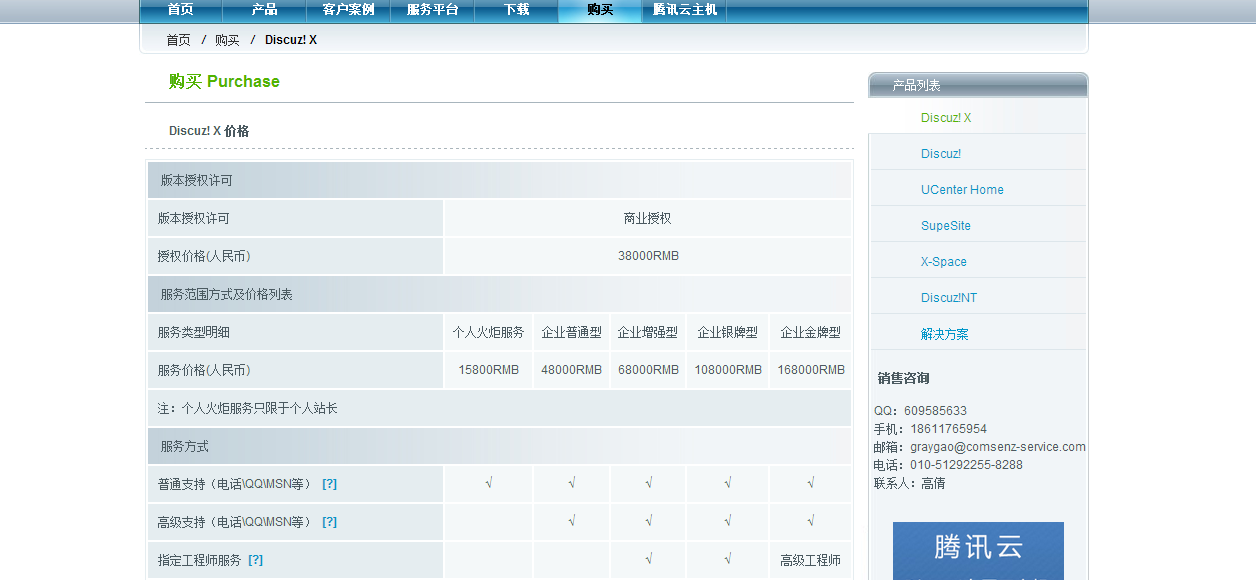 首页 产品 客户案例 服务平台 下载 购买 腾讯云主机
首页 / 购买 / Discuz! X
购买 Purchase
Discuz! X 价格
版本授权许可
版本授权许可 商业授权
授权价格(人民币) 38000RMB
服务范围方式及价格列表
服务类型明细 个人火炬服务 企业普通型 企业增强型 企业银牌型 企业金牌型
服务价格(人民币) 15800RMB 48000RMB 68000RMB 108000RMB 168000RMB
注：个人火炬服务只限于个人站长
服务方式
普通支持（电话\QQ\MSN等） [?] √ √ √ √ √
高级支持（电话\QQ\MSN等） [?] √ √ √ √
指定工程师服务 [?] √ √ 高级工程师
产品列表
Discuz! X
Discuz!
UCenter Home
SupeSite
X-Space
Discuz!NT
解决方案
销售咨询
QQ：609585633
手机：18611765954
邮箱：graygao@comsenz-service.com
电话：010-51292255-8288
联系人：高倩
腾讯云